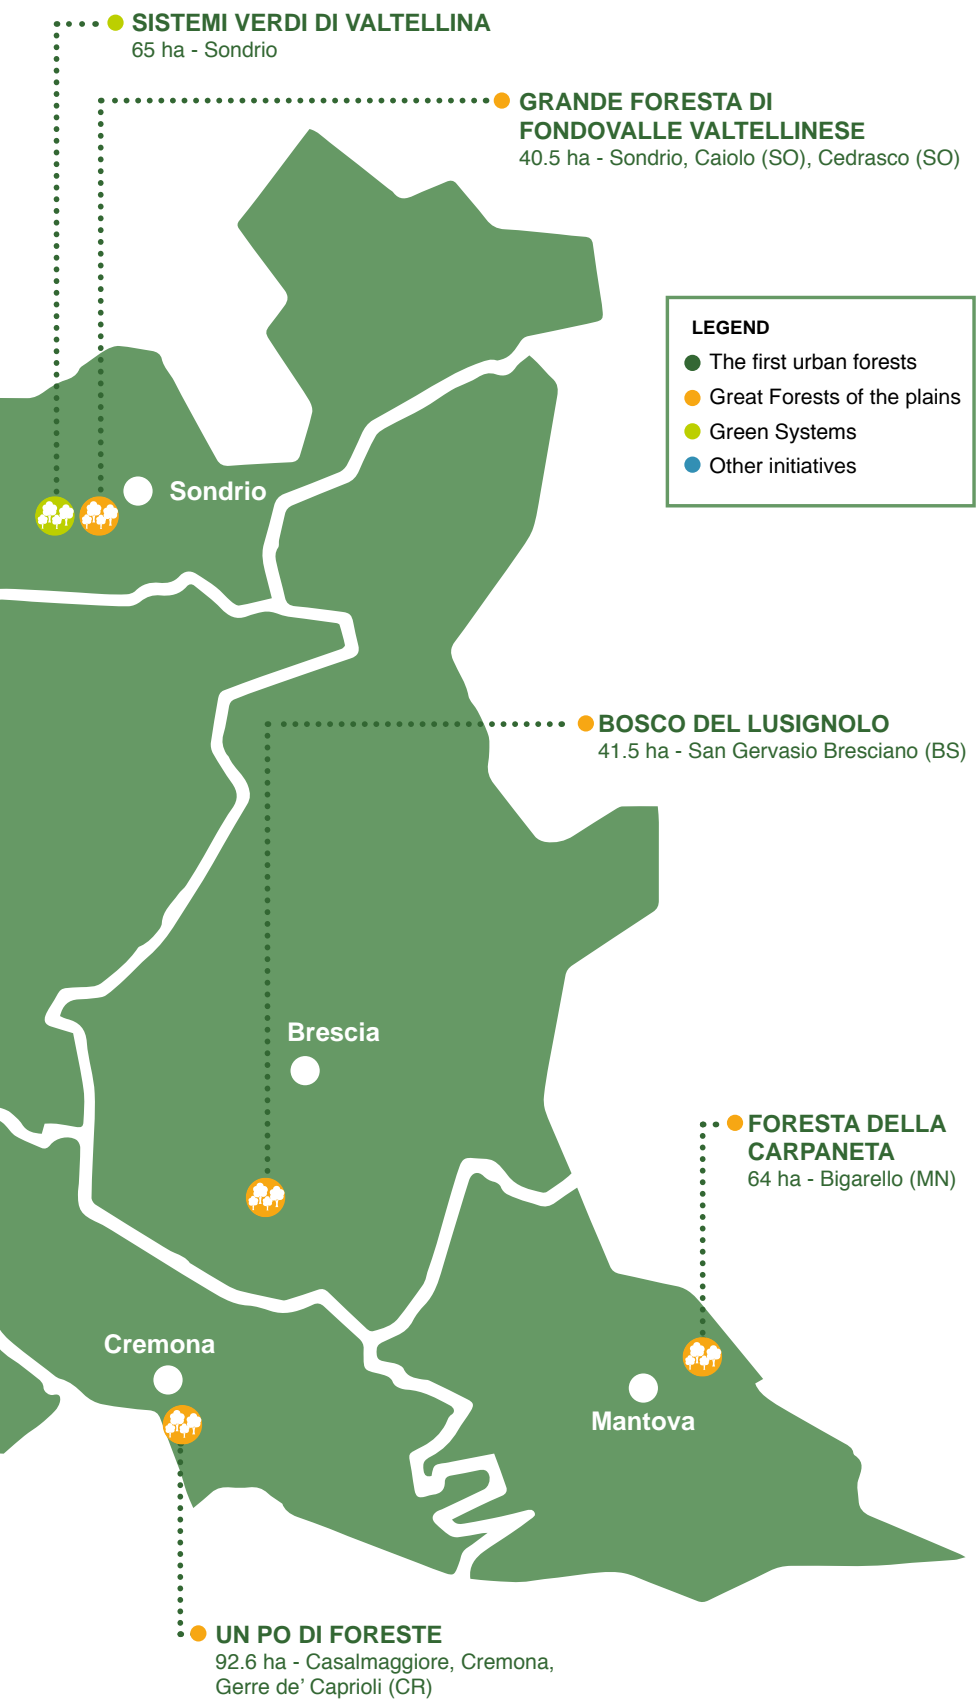 SISTEMI VERDI DI VALTELLINA
65 ha - Sondrio
GRANDE FORESTA DI
FONDOVALLE VALTELLINESE
40.5 ha - Sondrio, Caiolo (SO), Cedrasco (SO)
LEGEND
The first urban forests
Great Forests of the plains
Green Systems
Other initiatives
Sondrio
BOSCO DEL LUSIGNOLO
41.5 ha - San Gervasio Bresciano (BS)
Brescia
FORESTA DELLA
CARPANETA
64 ha - Bigarello (MN)
Cremona
Mantova
UN PO DI FORESTE
92.6 ha - Casalmaggiore, Cremona,
Gerre de’ Caprioli (CR)